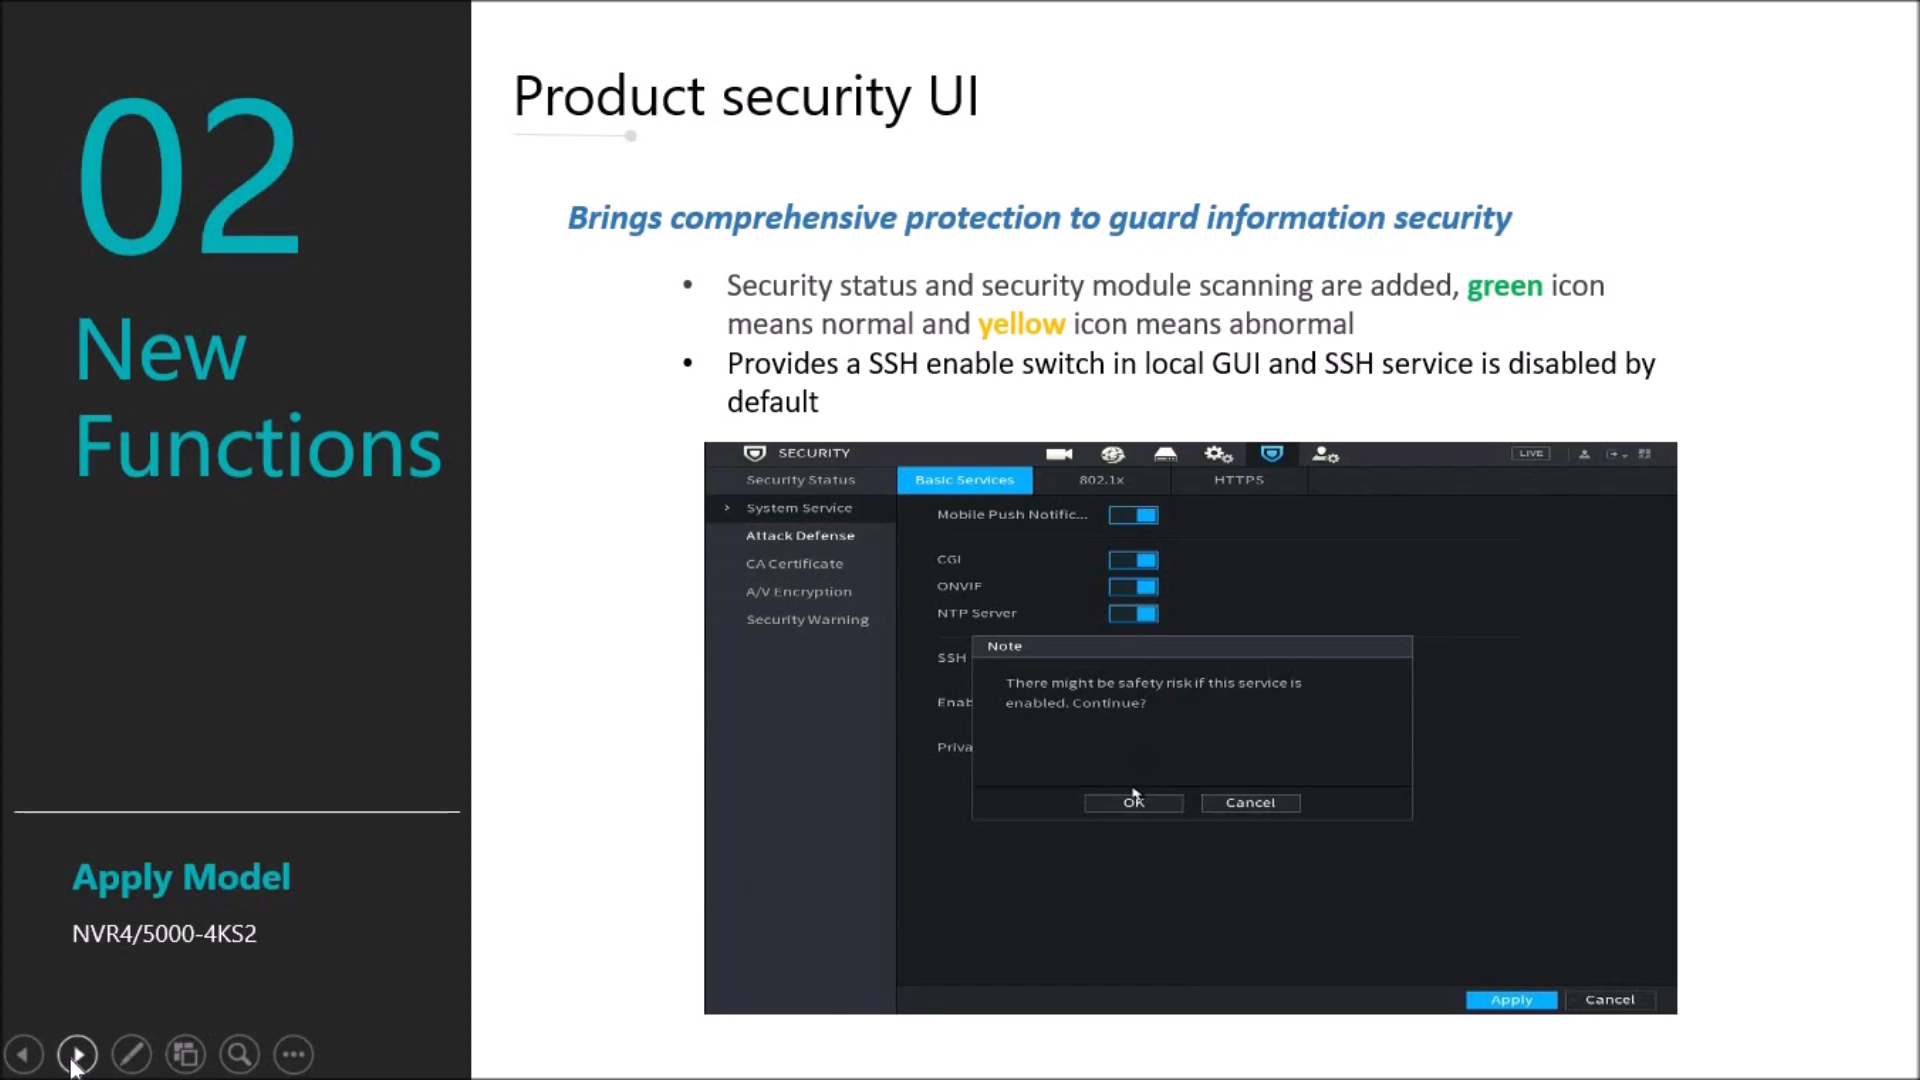 02
New
Functions
Apply Model
NVR4/5000-4KS2
Product security UI
Brings comprehensive protection to guard information security
• Security status and security module scanning are added, green icon
means normal and yellow icon means abnormal
• Provides a SSH enable switch in local GUI and SSH service is disabled by
default
SECURITY
LIVE
Security Status
System Service
Attack Defense
CA Certificate
A/V Encryption
Security Warning
Basic Services 802.1x HTTPS
Mobile Push Notific...
CGI
ONVIF
NTP Server
SSH
Enab
Priva
Note
There might be safety risk if this service is
enabled. Continue?
OK Cancel
Apply Cancel